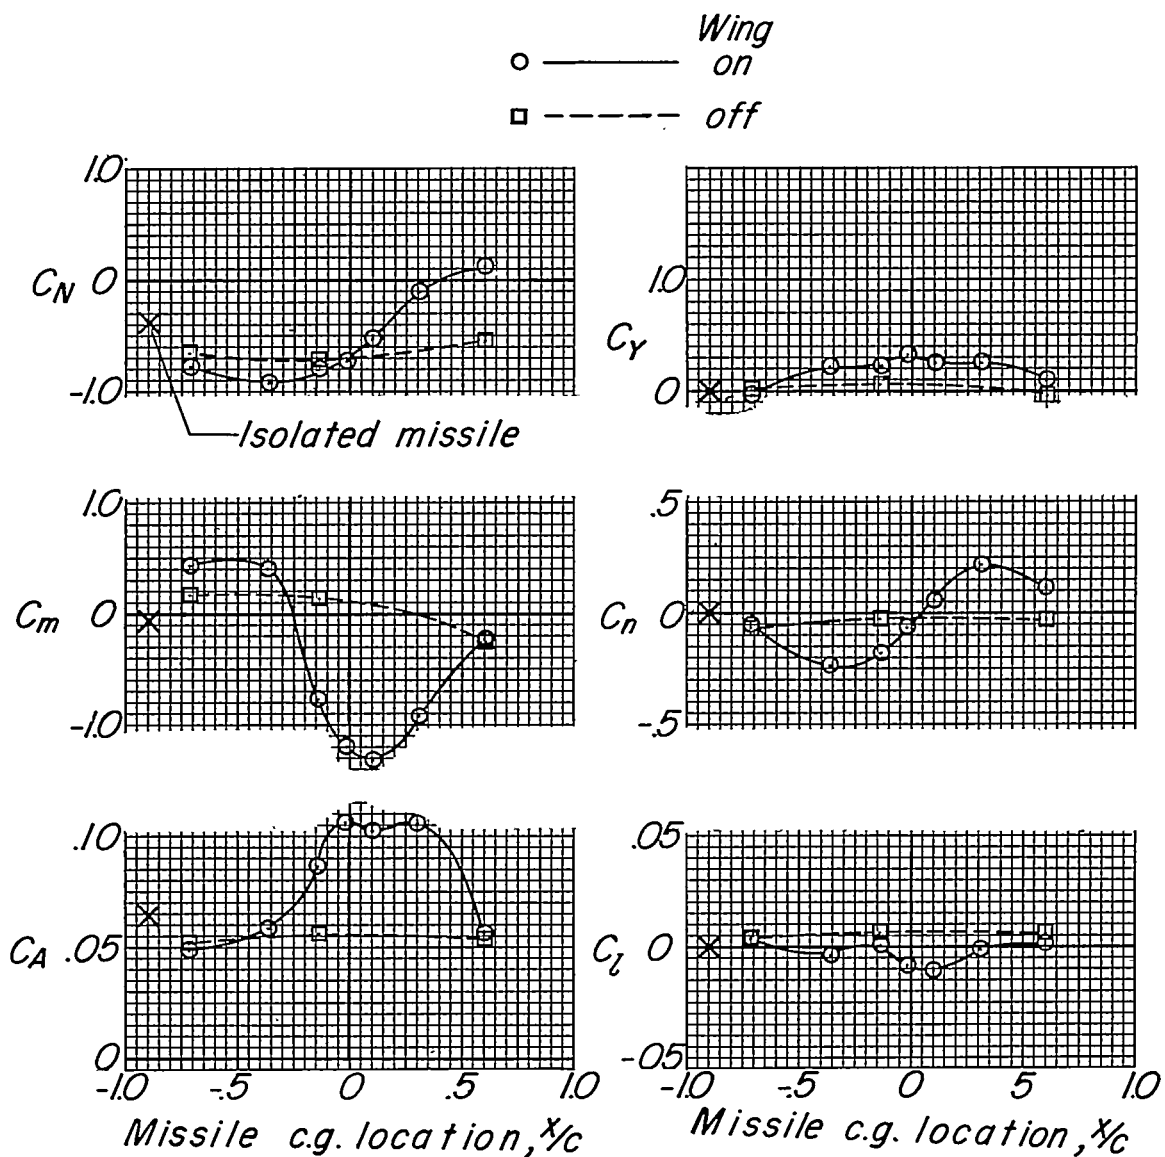 Wing
on
off
1.0
C_N 0
-1.0
Isolated missile
1.0
C_Y
0
1.0
C_m 0
-1.0
.5
C_n 0
-.5
.10
C_A .05
0
-1.0 -.5 0 .5 1.0
Missile c.g. location, x/c
.05
C_l 0
-.05
-1.0 -.5 0 .5 1.0
Missile c.g. location, x/c